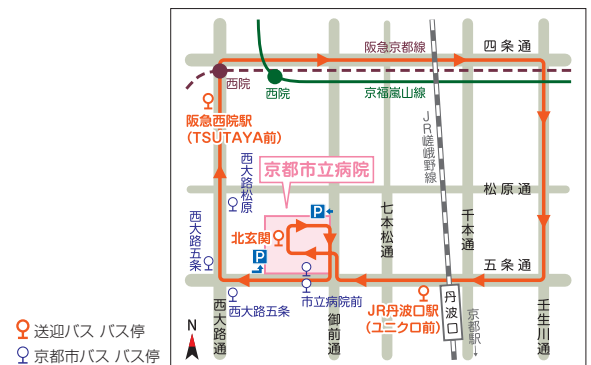 阪急京都線
四条通
西院
西院
京福嵐山線
阪急西院駅
(TSUTAYA前)
JR嵯峨野線
西大路松原
京都市立病院
松原通
七本松通
千本通
P
西大路五条
北玄関
P
五条通
西大路五条
市立病院前
JR丹波口駅
(ユニクロ前)
丹波口
京都駅
西大路通
御前通
壬生川通
N
送迎バス バス停
京都市バス バス停